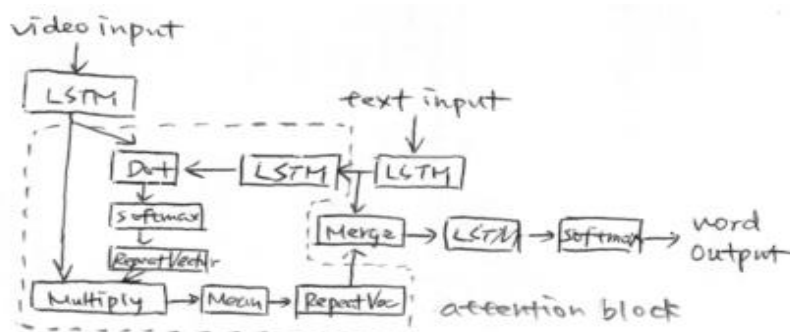 video input
LSTM
text input
Dot
LSTM
LSTM
softmax
Merge
LSTM
softmax
word
output
RepeatVector
Multiply
Mean
RepeatVec
attention block